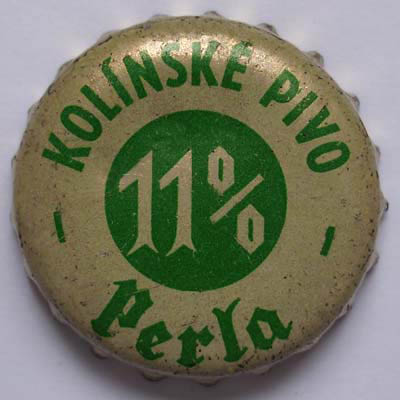 KOLÍNSKÉ PIVO
11%
Perla